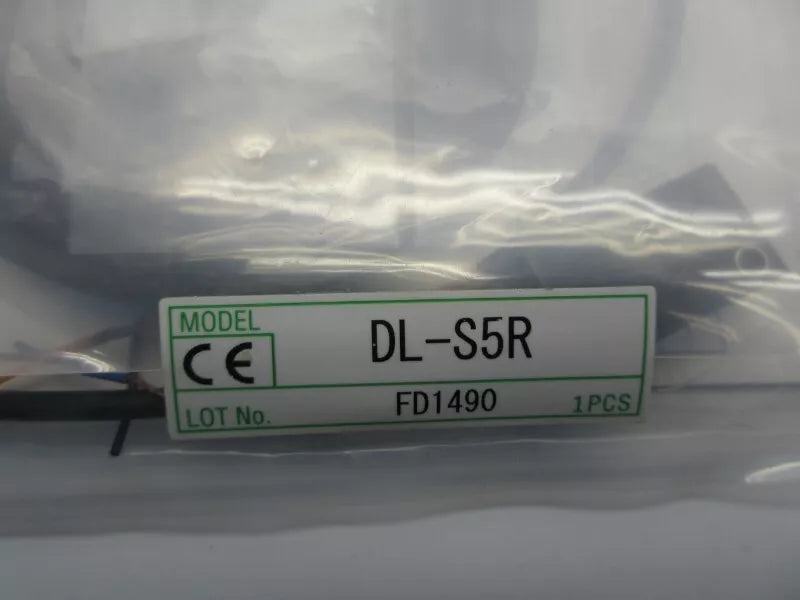 MODEL
DL-S5R
CE
LOT No. FD1490 1PCS